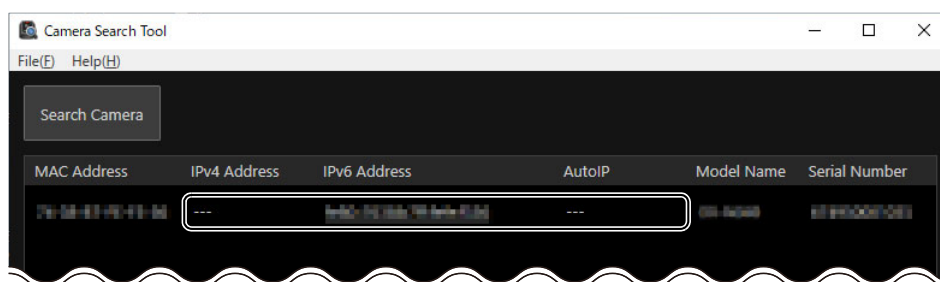 Camera Search Tool
File(F) Help(H)
Search Camera
MAC Address IPv4 Address IPv6 Address AutoIP Model Name Serial Number
--- ---